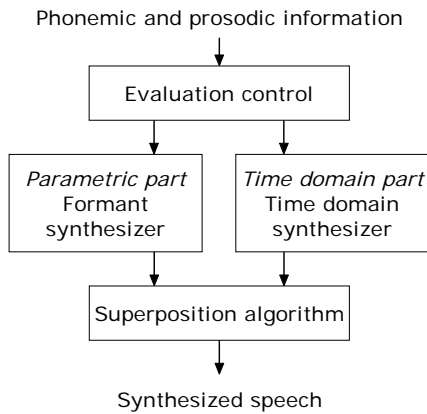 Phonemic and prosodic information
Evaluation control
Parametric part
Formant
synthesizer
Time domain part
Time domain
synthesizer
Superposition algorithm
Synthesized speech